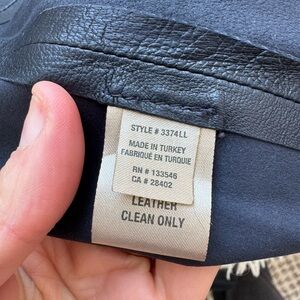 STYLE # 3374LL
MADE IN TURKEY
FABRIQUÉ EN TURQUIE
RN # 133546
CA # 28402
LEATHER
CLEAN ONLY